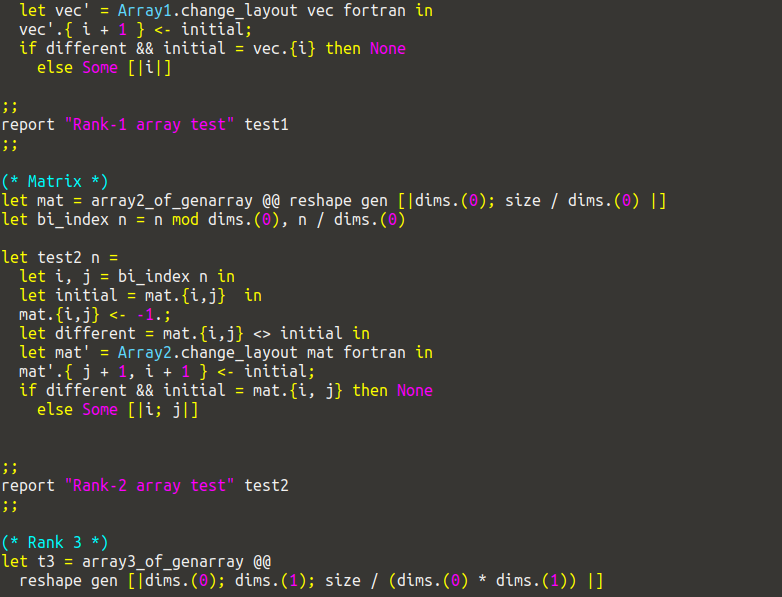 let vec' = Array1.change_layout vec fortran in
  vec'.{ i + 1 } <- initial;
  if different && initial = vec.{i} then None
    else Some [|i|]
;;
report "Rank-1 array test" test1
;;
(* Matrix *)
let mat = array2_of_genarray @@ reshape gen [|dims.(0); size / dims.(0) |]
let bi_index n = n mod dims.(0), n / dims.(0)
let test2 n =
  let i, j = bi_index n in
  let initial = mat.{i,j}  in
  mat.{i,j} <- -1.;
  let different = mat.{i,j} <> initial in
  let mat' = Array2.change_layout mat fortran in
  mat'.{ j + 1, i + 1 } <- initial;
  if different && initial = mat.{i, j} then None
    else Some [|i; j|]
;;
report "Rank-2 array test" test2
;;
(* Rank 3 *)
let t3 = array3_of_genarray @@
  reshape gen [|dims.(0); dims.(1); size / (dims.(0) * dims.(1)) |]